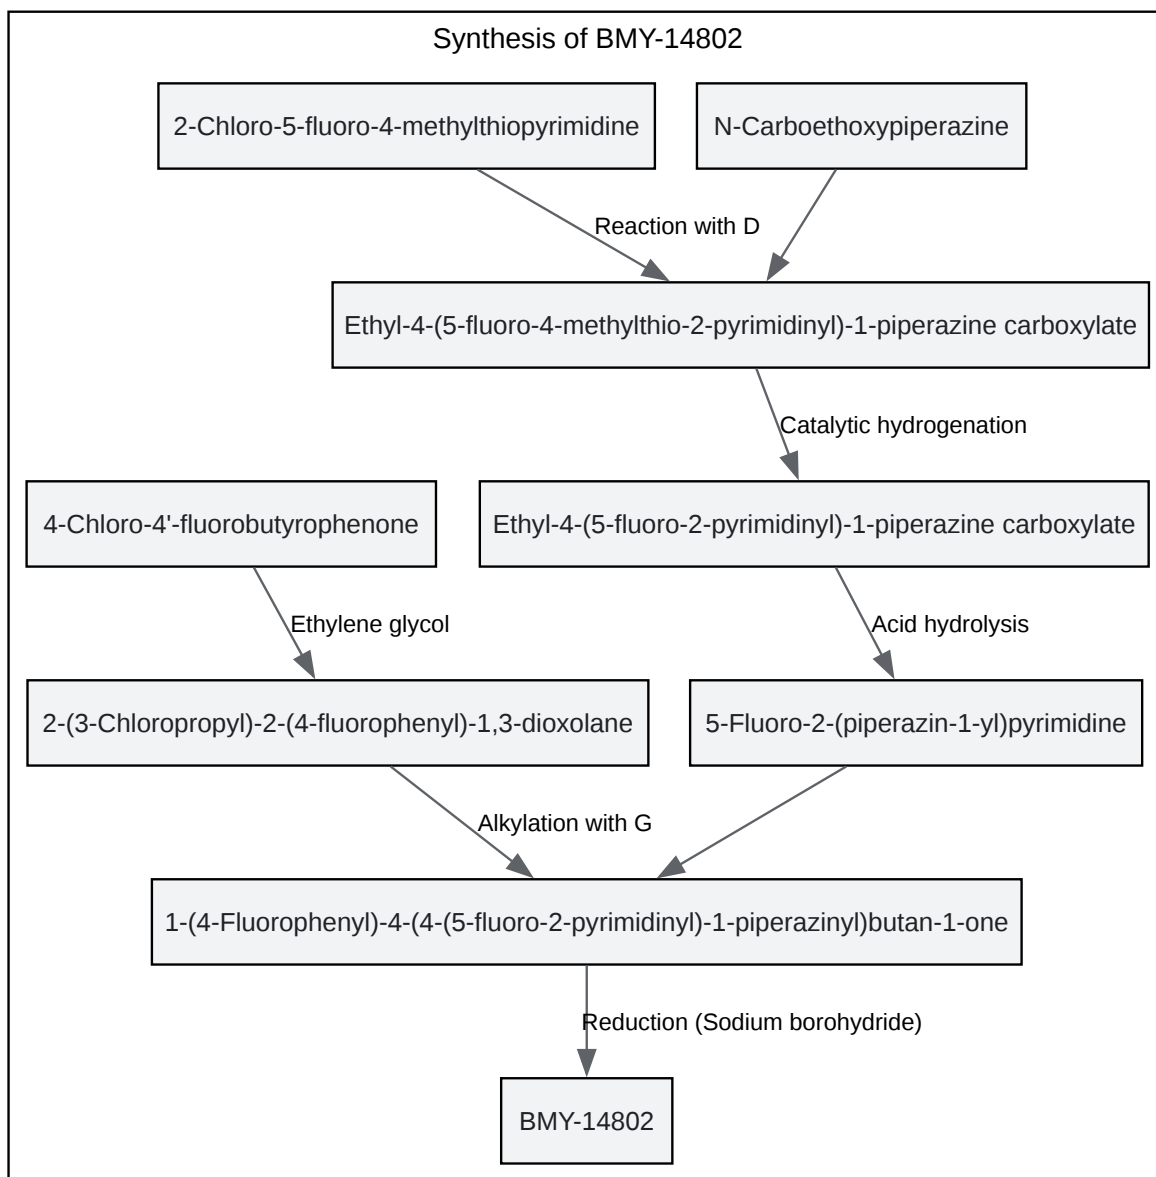 Synthesis of BMY-14802
2-Chloro-5-fluoro-4-methylthiopyrimidine
N-Carboethoxypiperazine
Reaction with D
Ethyl-4-(5-fluoro-4-methylthio-2-pyrimidinyl)-1-piperazine carboxylate
Catalytic hydrogenation
4-Chloro-4'-fluorobutyrophenone
Ethyl-4-(5-fluoro-2-pyrimidinyl)-1-piperazine carboxylate
Ethylene glycol
Acid hydrolysis
2-(3-Chloropropyl)-2-(4-fluorophenyl)-1,3-dioxolane
5-Fluoro-2-(piperazin-1-yl)pyrimidine
Alkylation with G
1-(4-Fluorophenyl)-4-(4-(5-fluoro-2-pyrimidinyl)-1-piperazinyl)butan-1-one
Reduction (Sodium borohydride)
BMY-14802